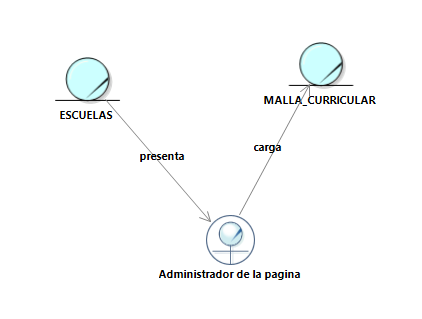 MALLA_CURRICULAR
ESCUELAS
carga
presenta
Administrador de la pagina